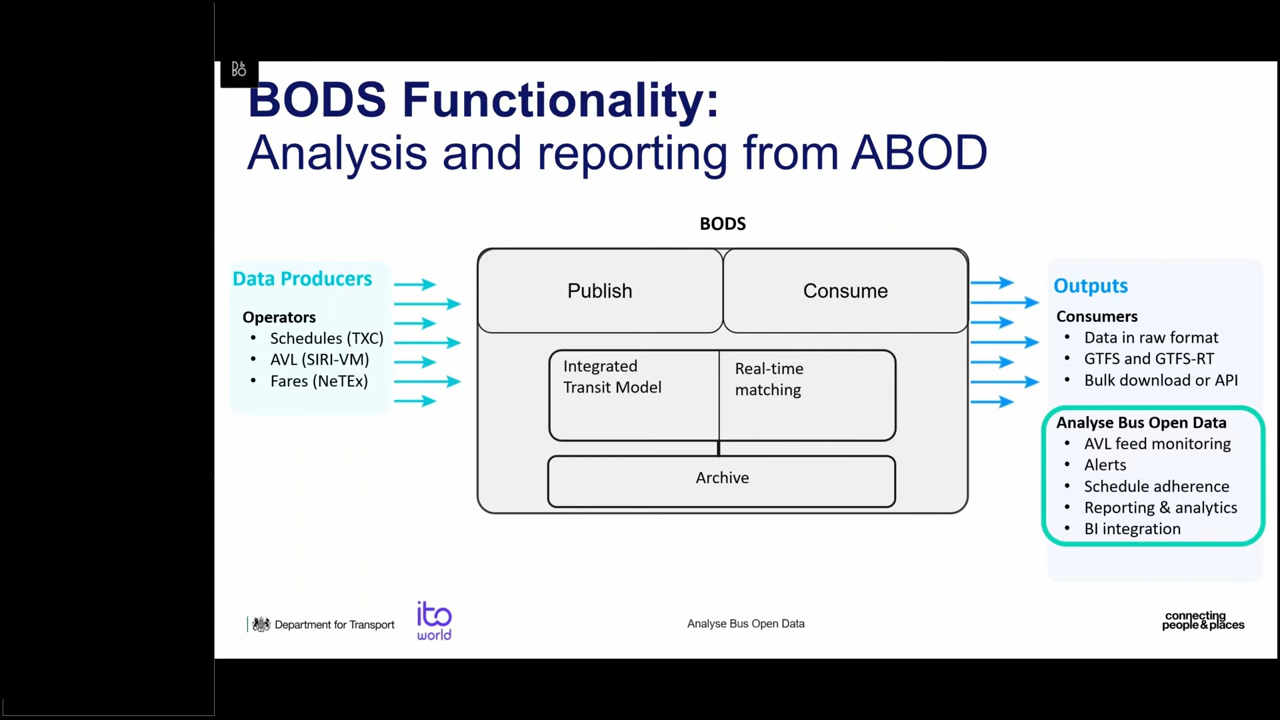 D&
BO
BODS Functionality:
Analysis and reporting from ABOD
BODS
Data Producers
Operators
• Schedules (TXC)
• AVL (SIRI-VM)
• Fares (NeTEx)
Publish
Consume
Integrated
Transit Model
Real-time
matching
Archive
Outputs
Consumers
• Data in raw format
• GTFS and GTFS-RT
• Bulk download or API
Analyse Bus Open Data
• AVL feed monitoring
• Alerts
• Schedule adherence
• Reporting & analytics
• BI integration
Department for Transport
ito
world
Analyse Bus Open Data
connecting
people&places